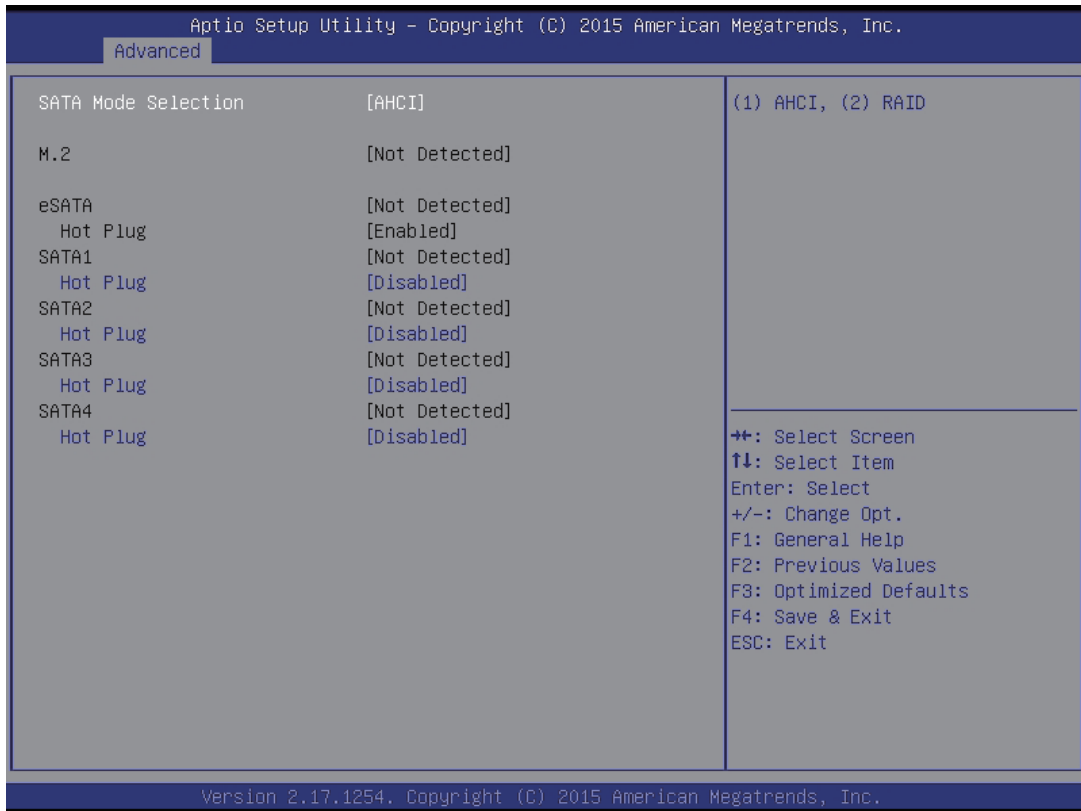 Aptio Setup Utility – Copyright (C) 2015 American Megatrends, Inc.
Advanced
SATA Mode Selection [AHCI]
M.2 [Not Detected]
eSATA [Not Detected]
Hot Plug [Enabled]
SATA1 [Not Detected]
Hot Plug [Disabled]
SATA2 [Not Detected]
Hot Plug [Disabled]
SATA3 [Not Detected]
Hot Plug [Disabled]
SATA4 [Not Detected]
Hot Plug [Disabled]
(1) AHCI, (2) RAID
→←: Select Screen
↑↓: Select Item
Enter: Select
+/-: Change Opt.
F1: General Help
F2: Previous Values
F3: Optimized Defaults
F4: Save & Exit
ESC: Exit
Version 2.17.1254. Copyright (C) 2015 American Megatrends, Inc.